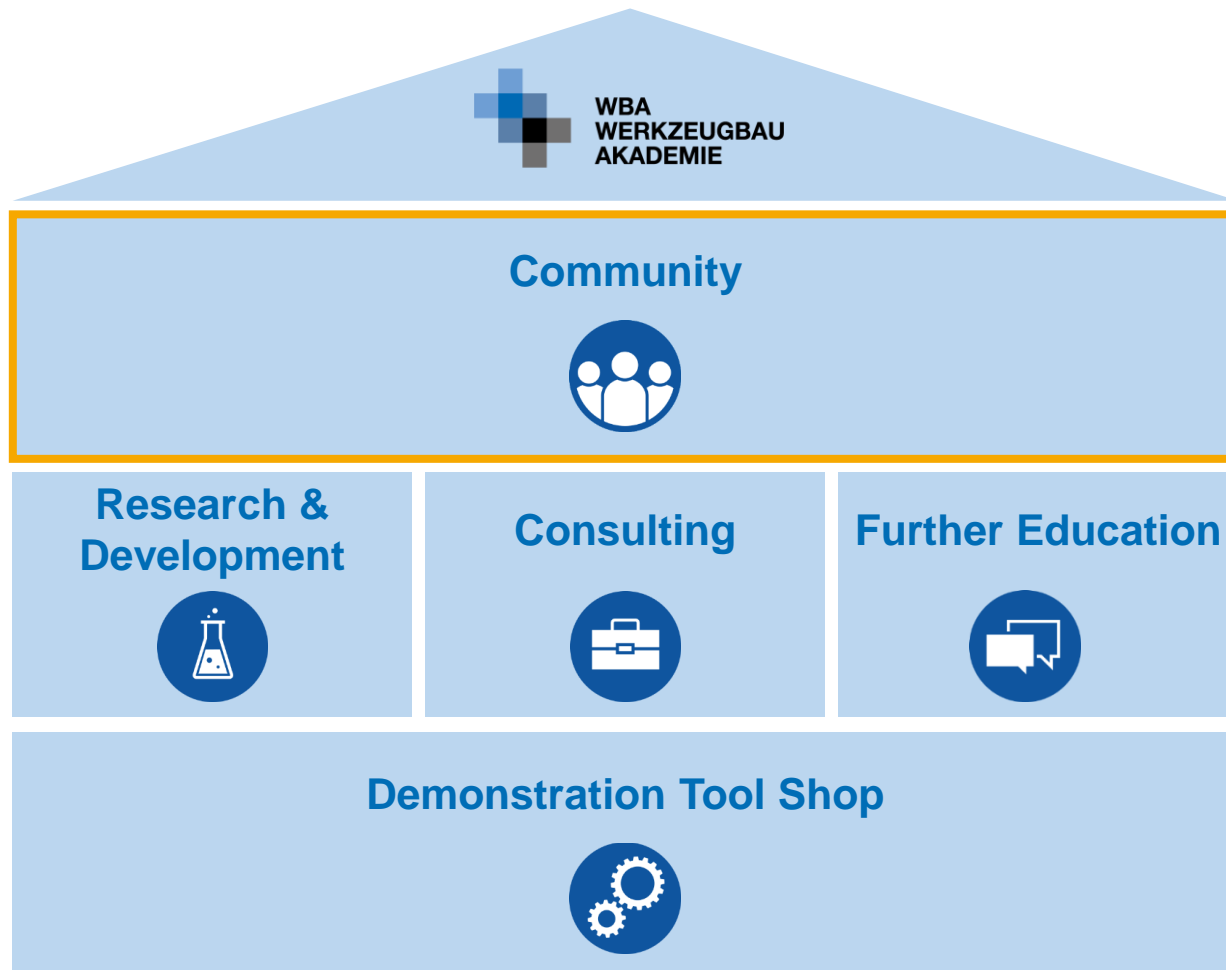 WBA
WERKZEUGBAU
AKADEMIE
Community
Research &
Development
Consulting
Further Education
Demonstration Tool Shop